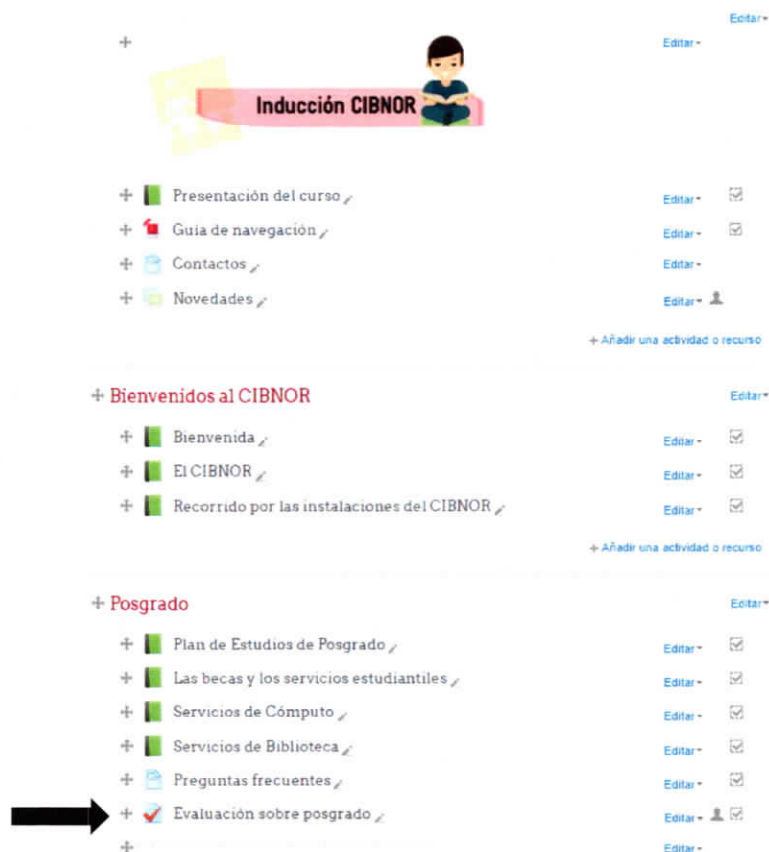 Editar
Editar
Inducción CIBNOR
Presentación del curso Editar
Guía de navegación Editar
Contactos Editar
Novedades Editar
+ Añadir una actividad o recurso
Bienvenidos al CIBNOR Editar
Bienvenida Editar
El CIBNOR Editar
Recorrido por las instalaciones del CIBNOR Editar
+ Añadir una actividad o recurso
Posgrado Editar
Plan de Estudios de Posgrado Editar
Las becas y los servicios estudiantiles Editar
Servicios de Cómputo Editar
Servicios de Biblioteca Editar
Preguntas frecuentes Editar
Evaluación sobre posgrado Editar
Editar